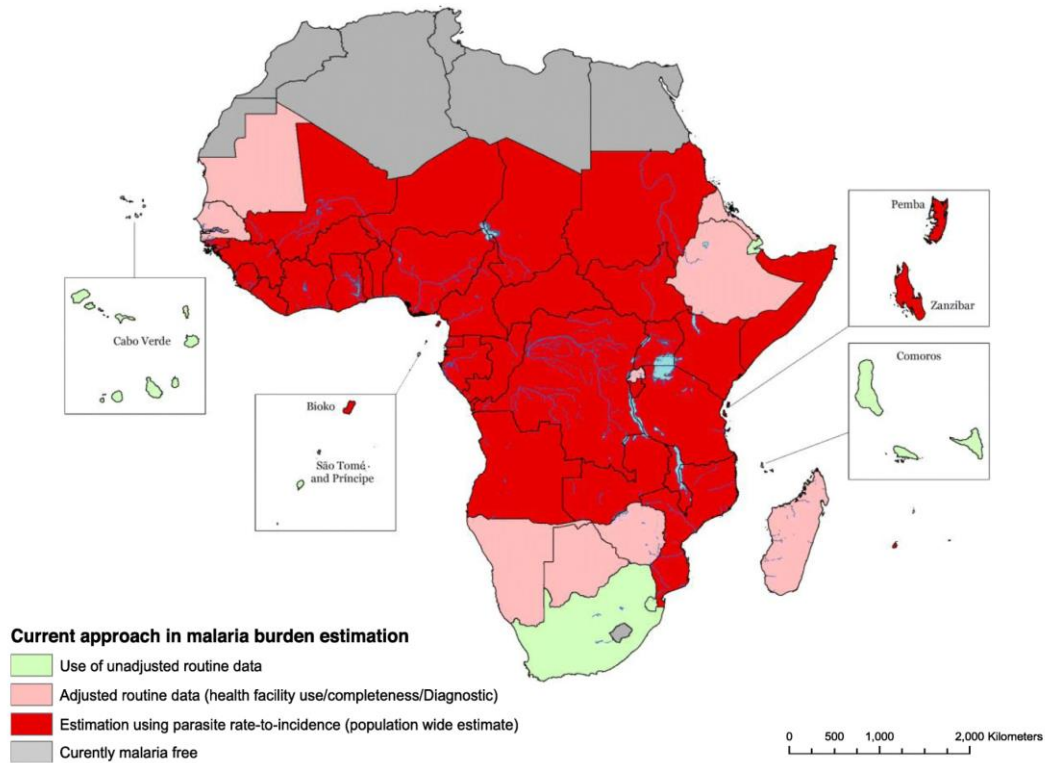 Pemba
Zanzibar
Cabo Verde
Comoros
Bioko
São Tomé
and Príncipe
Current approach in malaria burden estimation
Use of unadjusted routine data
Adjusted routine data (health facility use/completeness/Diagnostic)
Estimation using parasite rate-to-incidence (population wide estimate)
Curently malaria free
0 500 1,000 2,000 Kilometers